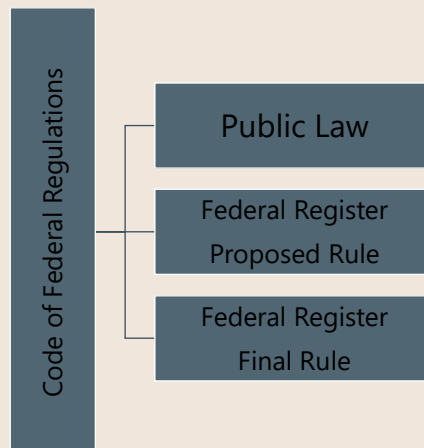 Code of Federal Regulations
Public Law
Federal Register
Proposed Rule
Federal Register
Final Rule